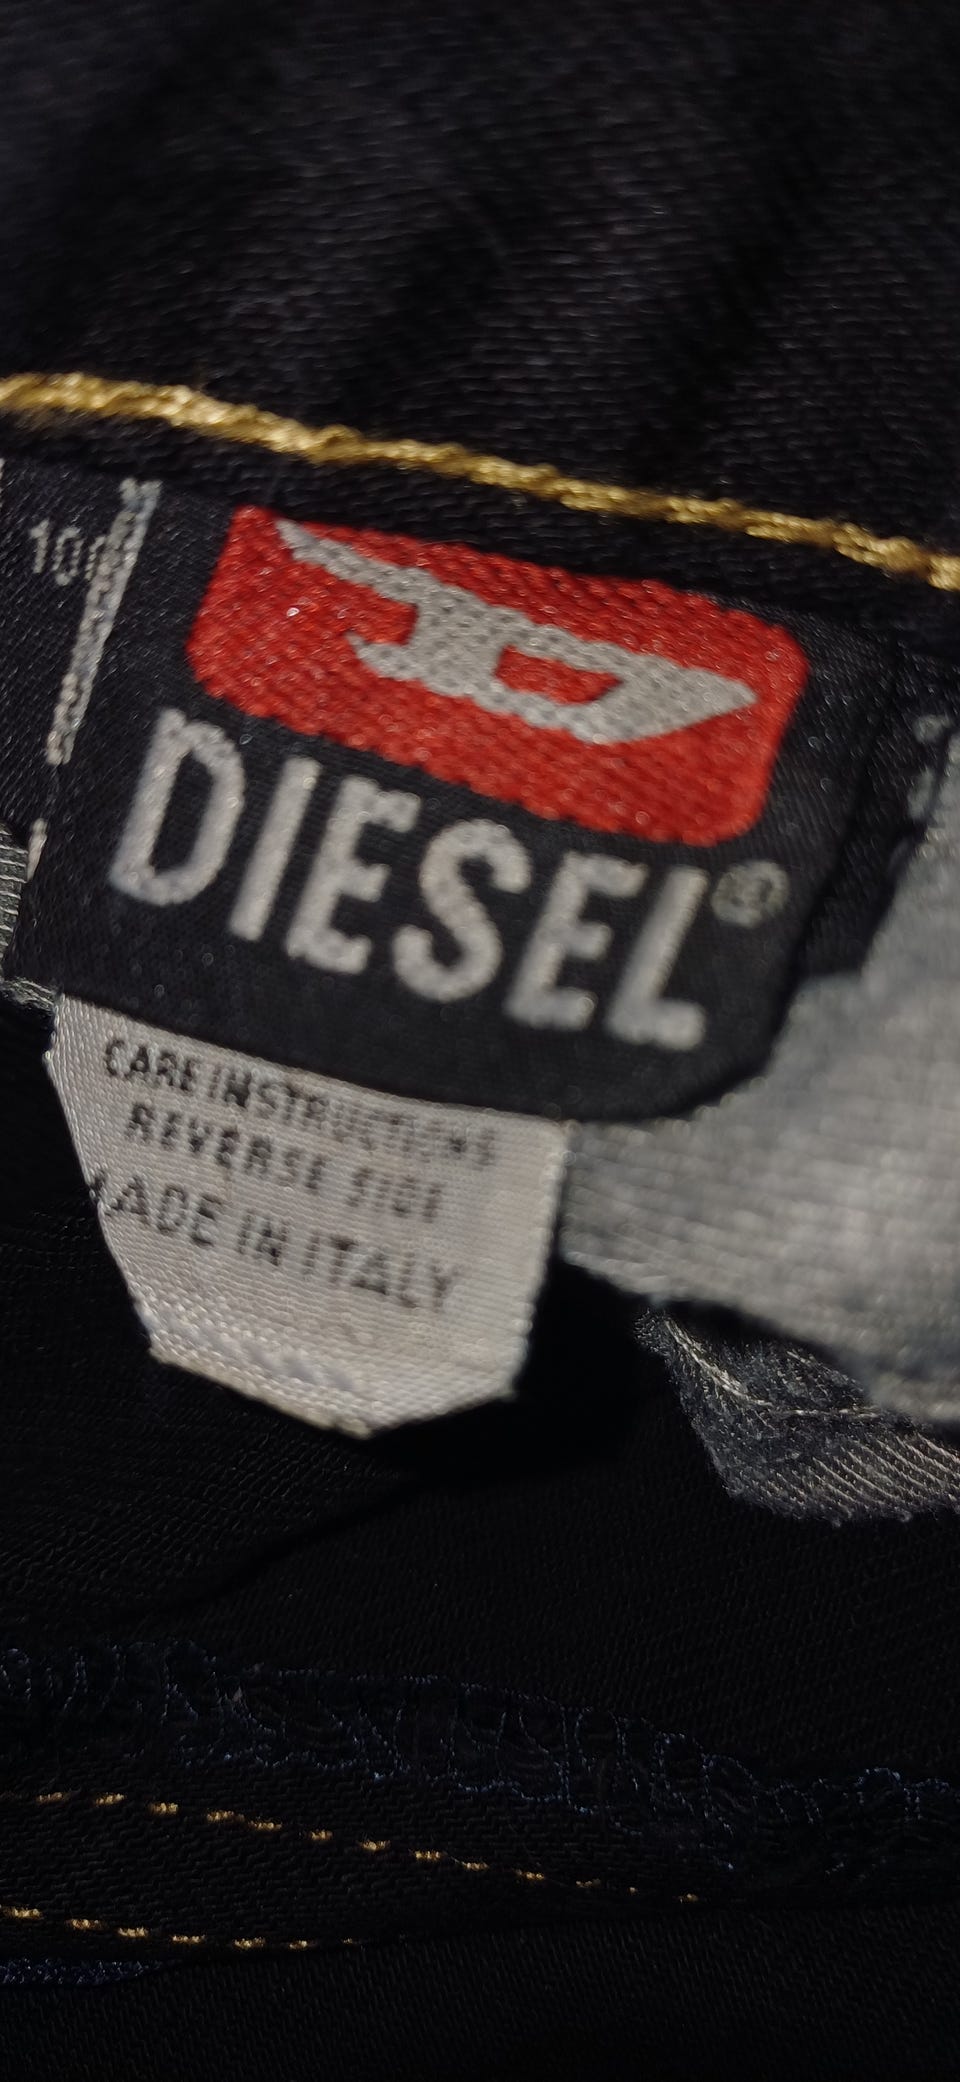 DIESEL®
CARE INSTRUCTIONS
REVERSE SIDE
MADE IN ITALY